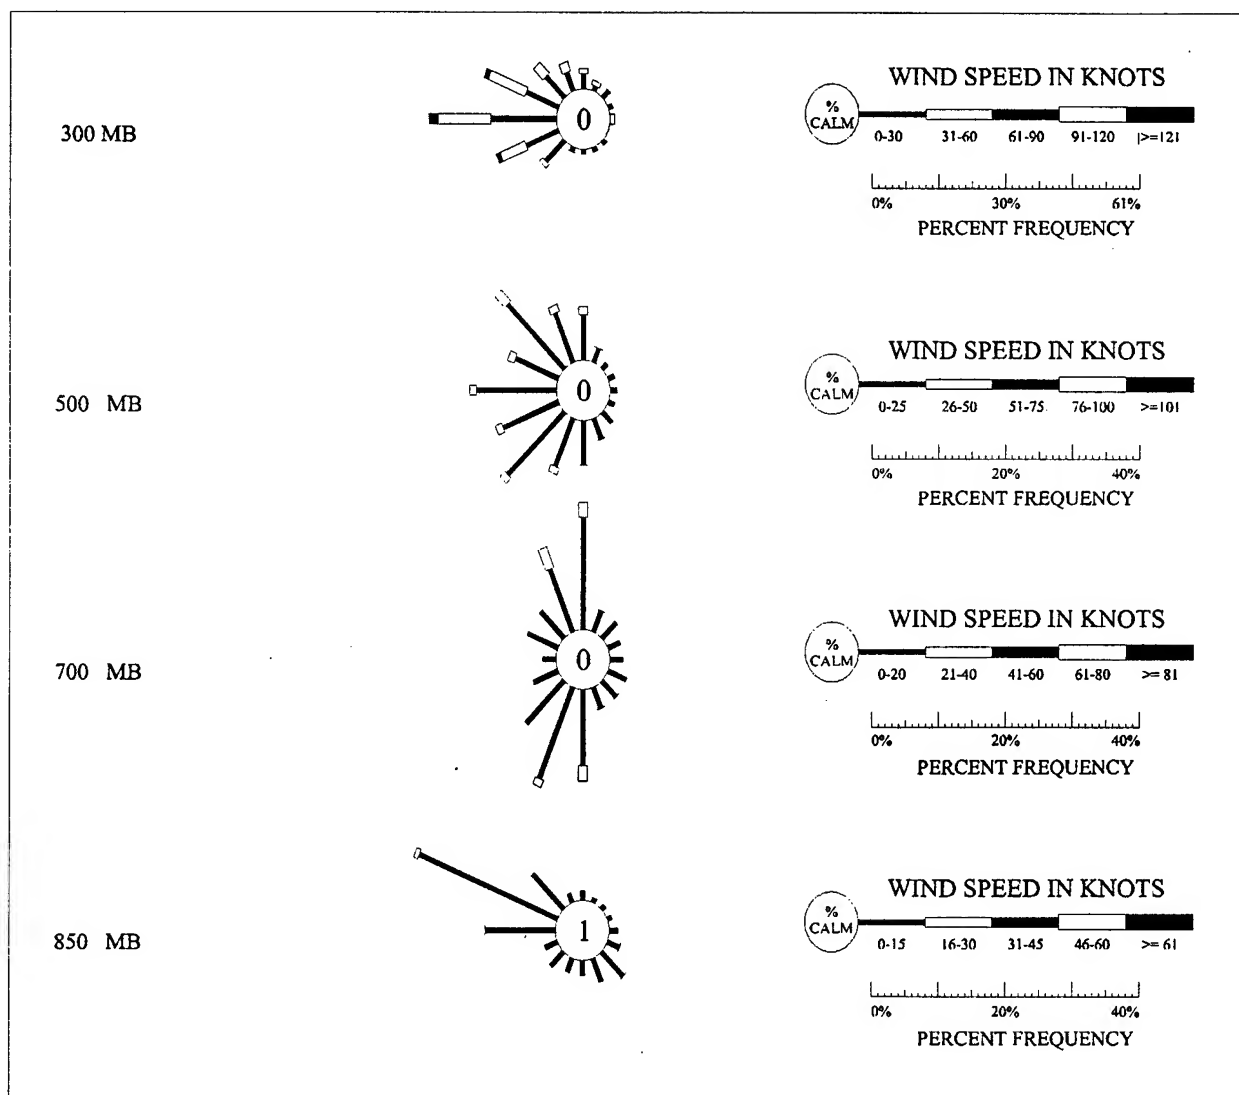 WIND SPEED IN KNOTS
300 MB
0
% CALM
0-30 31-60 61-90 91-120 |>=121
0% 30% 61%
PERCENT FREQUENCY
WIND SPEED IN KNOTS
500 MB
0
% CALM
0-25 26-50 51-75 76-100 >=101
0% 20% 40%
PERCENT FREQUENCY
WIND SPEED IN KNOTS
700 MB
0
% CALM
0-20 21-40 41-60 61-80 >= 81
0% 20% 40%
PERCENT FREQUENCY
WIND SPEED IN KNOTS
850 MB
1
% CALM
0-15 16-30 31-45 46-60 >= 61
0% 20% 40%
PERCENT FREQUENCY